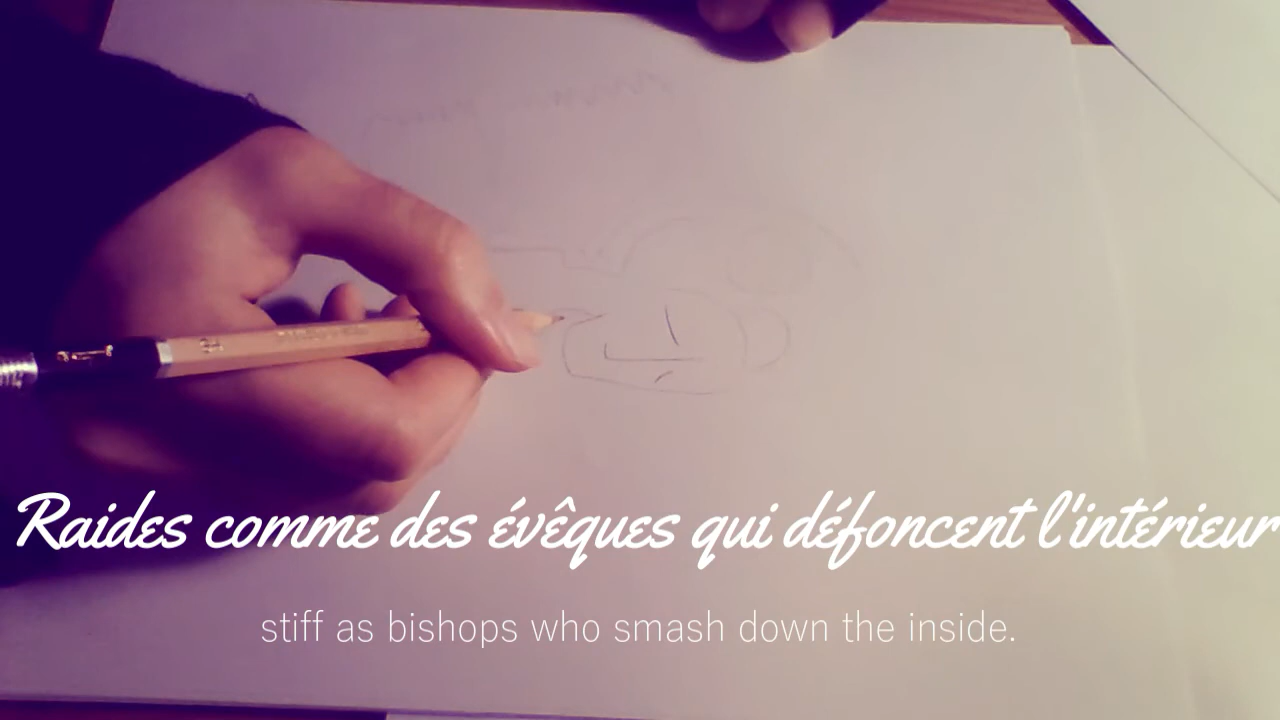 Raides comme des évêques qui défoncent l'intérieur
stiff as bishops who smash down the inside.